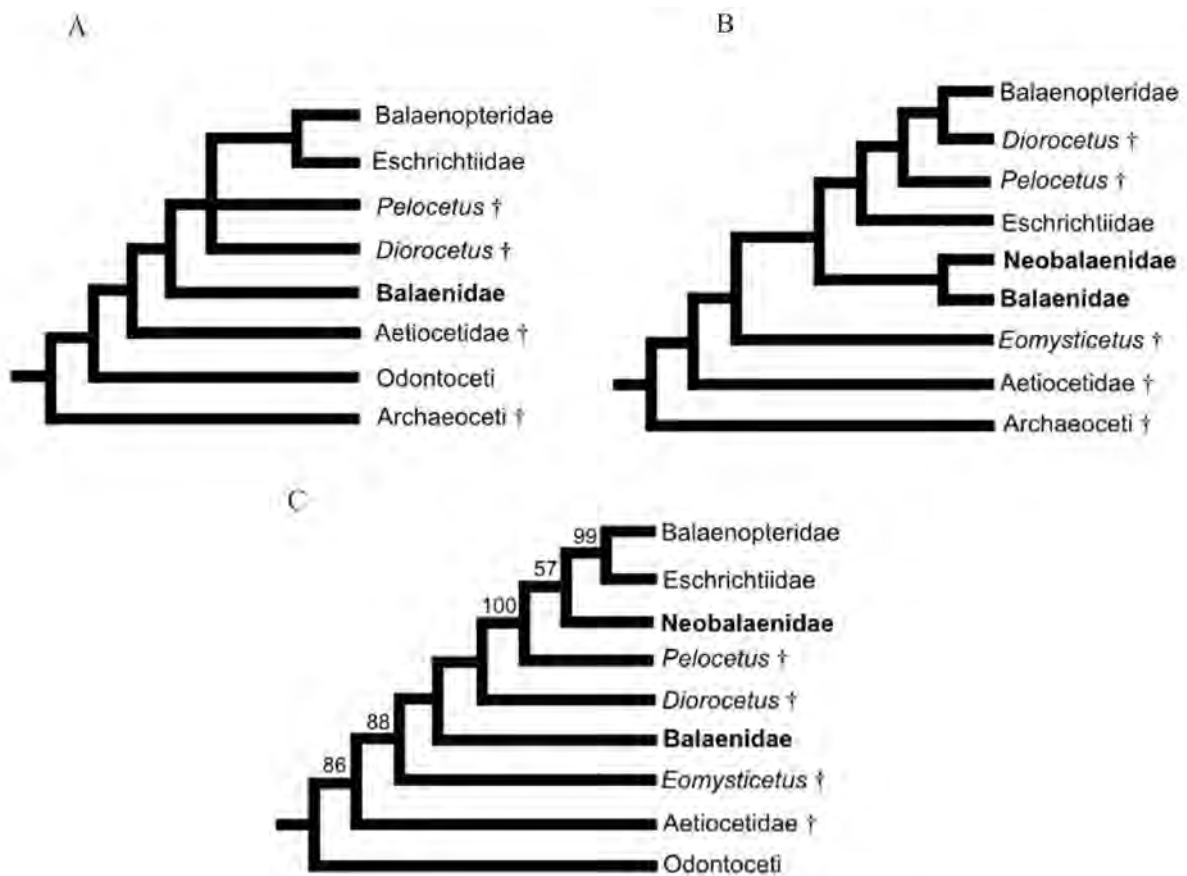 A
Balaenopteridae
Eschrichtiidae
Pelocetus †
Diorocetus †
Balaenidae
Aetiocetidae †
Odontoceti
Archaeoceti †
B
Balaenopteridae
Diorocetus †
Pelocetus †
Eschrichtiidae
Neobalaenidae
Balaenidae
Eomysticetus †
Aetiocetidae †
Archaeoceti †
C
99
Balaenopteridae
57
Eschrichtiidae
100
Neobalaenidae
Pelocetus †
Diorocetus †
88
Balaenidae
86
Eomysticetus †
Aetiocetidae †
Odontoceti